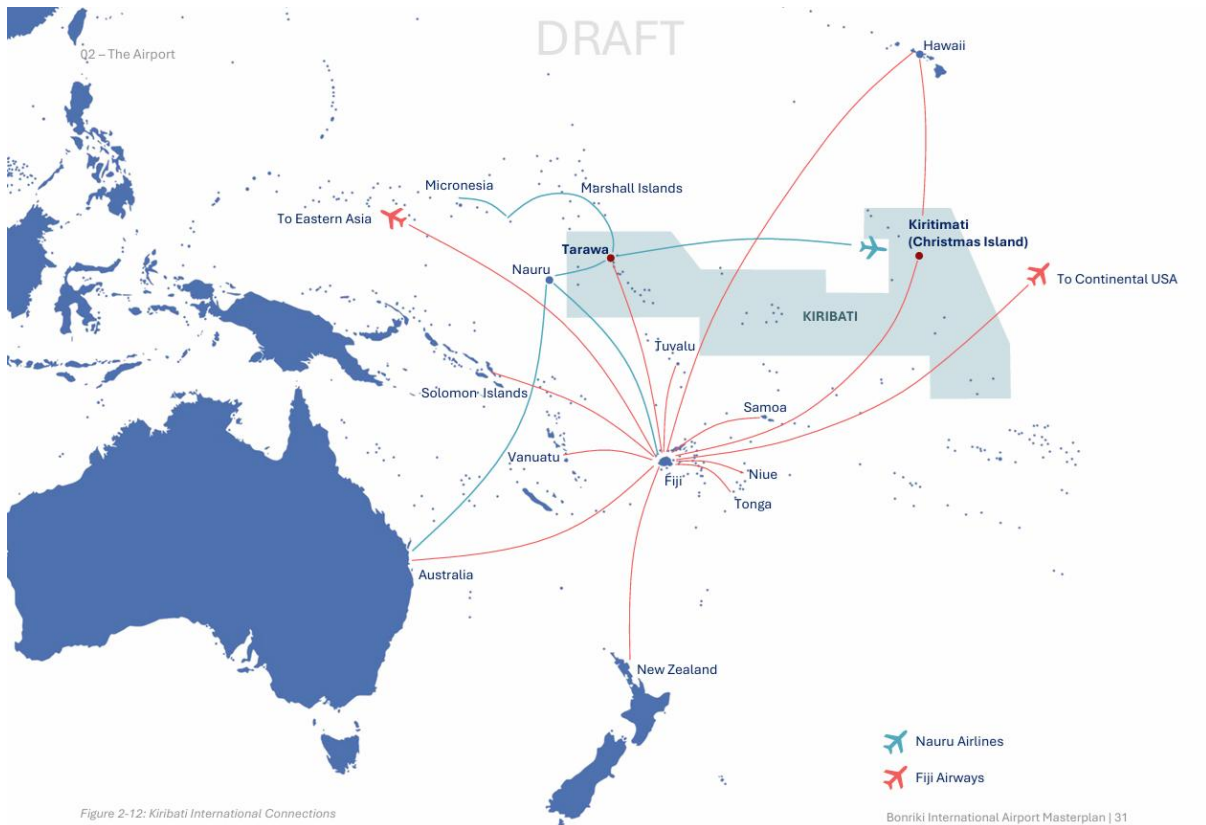 DRAFT
02 – The Airport
Hawaii
Micronesia
Marshall Islands
To Eastern Asia
Kiritimati
(Christmas Island)
Tarawa
Nauru
To Continental USA
KIRIBATI
Tuvalu
Solomon Islands
Samoa
Vanuatu
Niue
Fiji
Tonga
Australia
New Zealand
Nauru Airlines
Fiji Airways
Figure 2-12: Kiribati International Connections
Bonriki International Airport Masterplan | 31